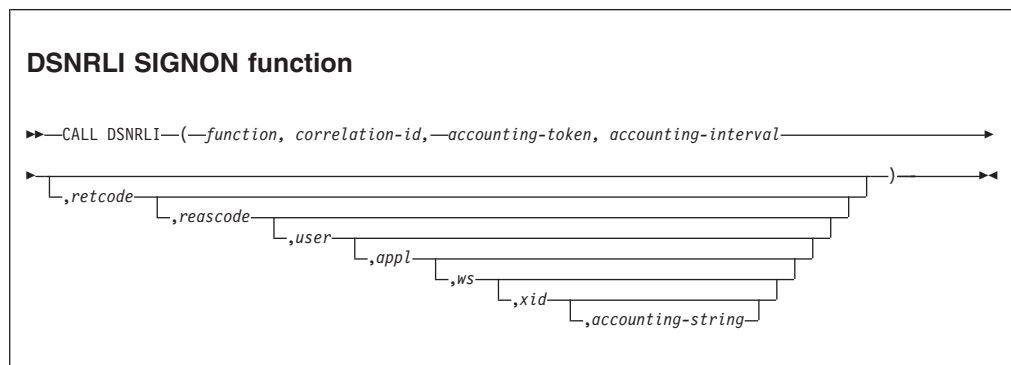 DSNRLI SIGNON function
CALL DSNRLI ( function, correlation-id, accounting-token, accounting-interval
)
,retcode
,reascode
,user
,appl
,ws
,xid
,accounting-string